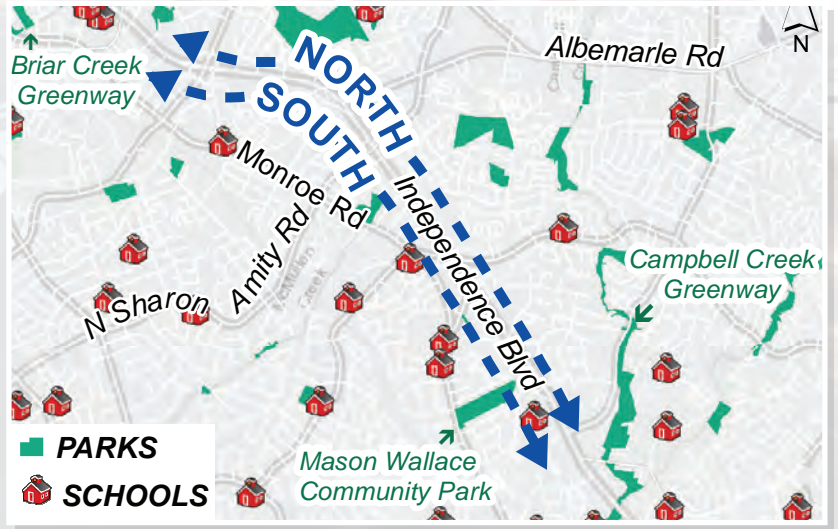 N
Albemarle Rd
Briar Creek
Greenway
NORTH
SOUTH
Monroe Rd
Independence Blvd
Amity Rd
N Sharon
Campbell Creek
Greenway
Mason Wallace
Community Park
PARKS
SCHOOLS